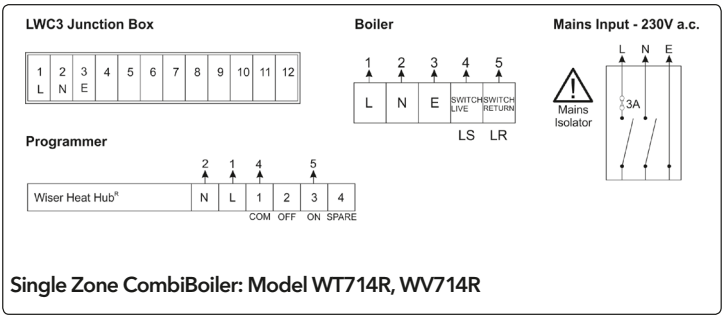 LWC3 Junction Box
1 2 3 4 5 6 7 8 9 10 11 12
L N E
Boiler
1 2 3 4 5
L N E SWITCH LIVE SWITCH RETURN
LS LR
Mains Input - 230V a.c.
L N E
3A
Mains
Isolator
Programmer
2 1 4 5
Wiser Heat Hubᴿ N L 1 2 3 4
COM OFF ON SPARE
Single Zone CombiBoiler: Model WT714R, WV714R